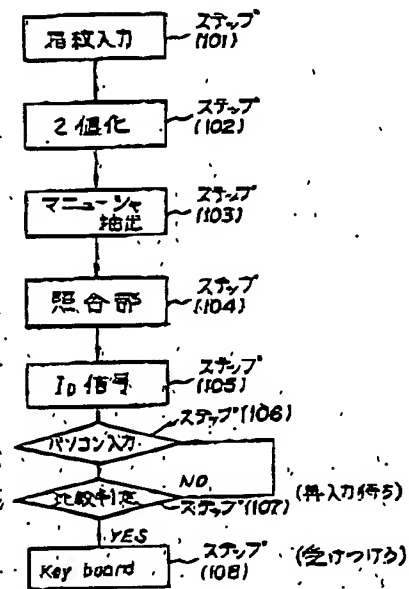 指紋入力
ステップ
(101)
2値化
ステップ
(102)
マニューシャ
抽出
ステップ
(103)
照合部
ステップ
(104)
ID信号
ステップ
(105)
ステップ(106)
パソコン入力
比較判定
NO
ステップ(107)
(再入力待ち)
YES
Key board
ステップ
(108)
(受けつける)